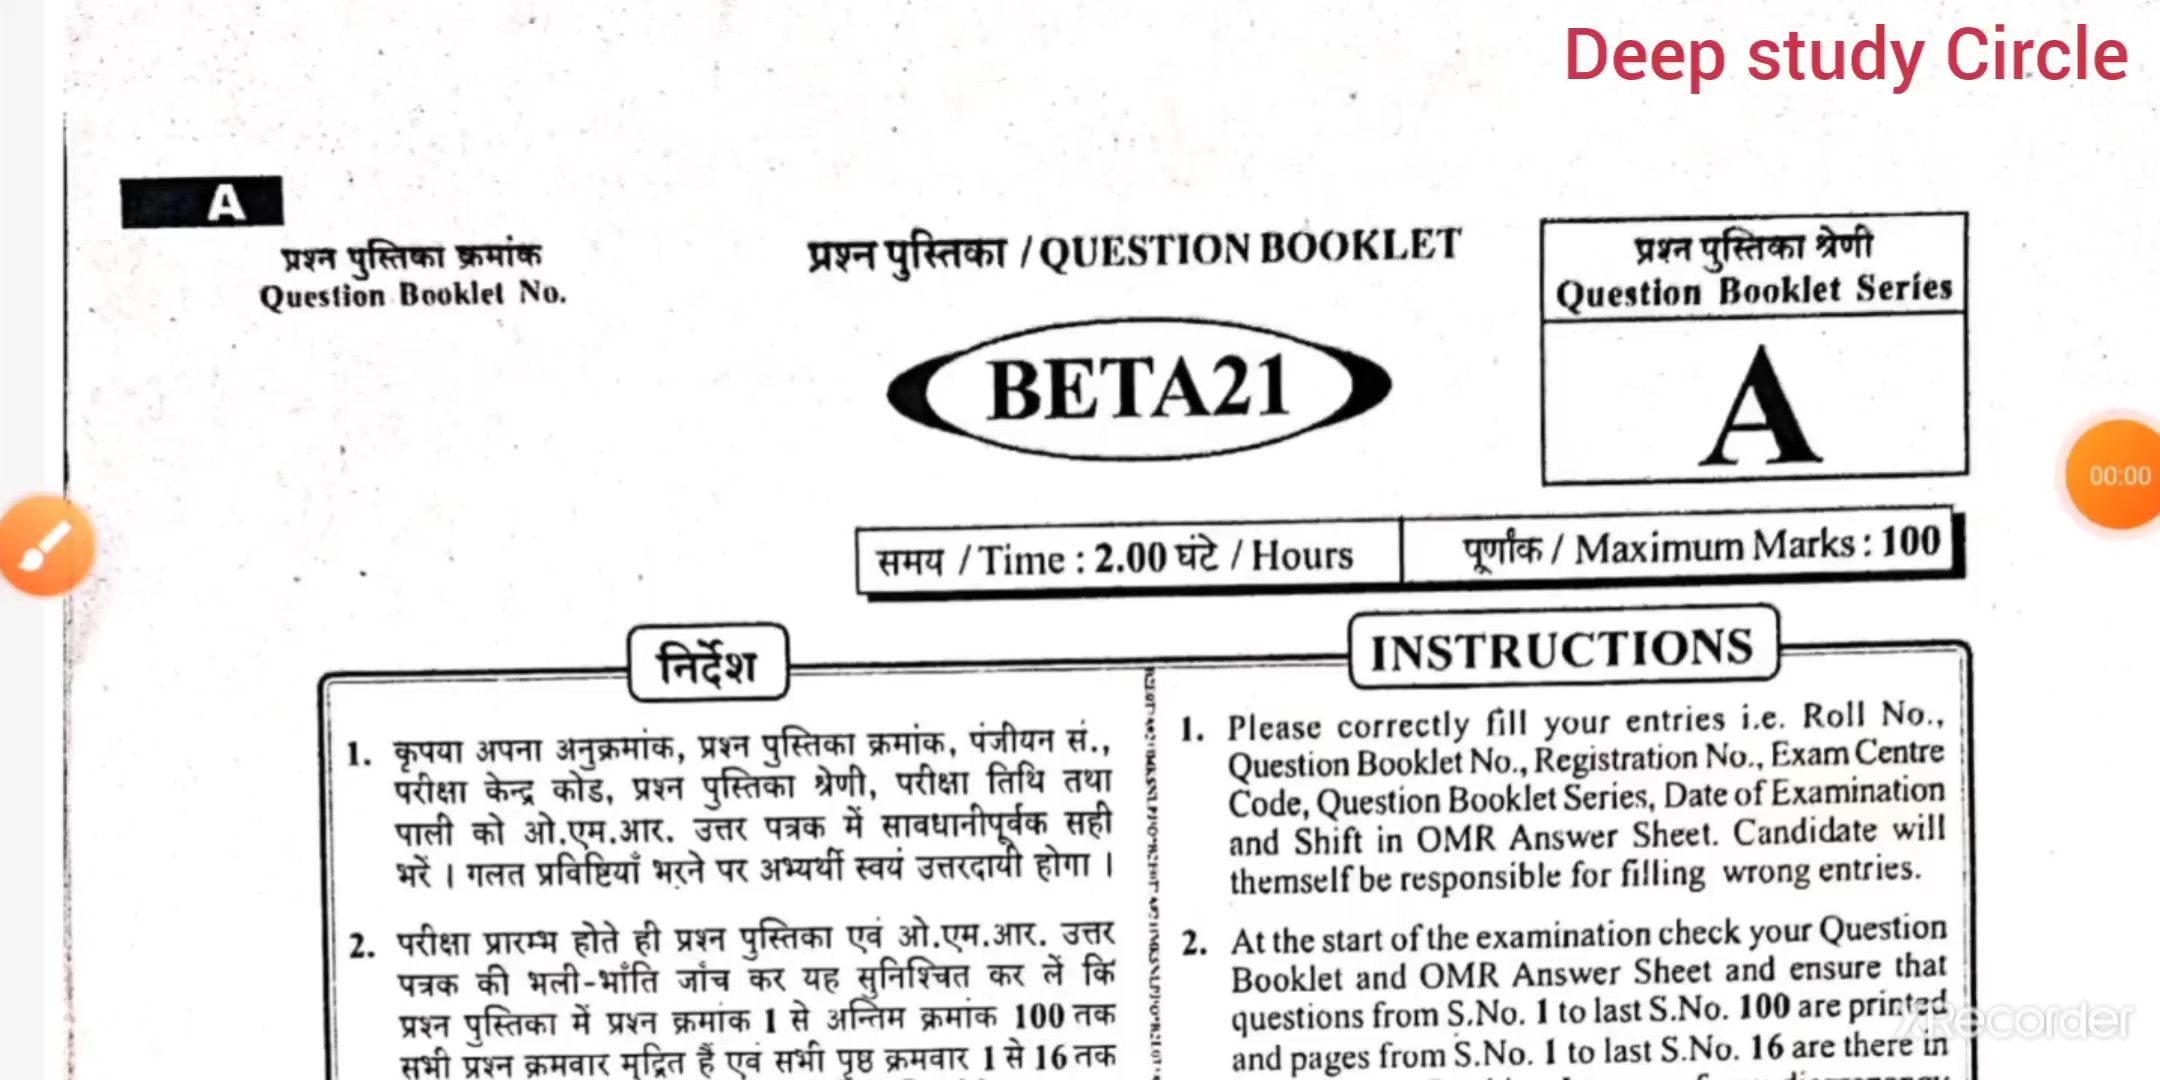 Deep study Circle
A
प्रश्न पुस्तिका क्रमांक
Question Booklet No.
प्रश्न पुस्तिका / QUESTION BOOKLET
BETA21
प्रश्न पुस्तिका श्रेणी
Question Booklet Series
A
समय / Time : 2.00 घंटे / Hours
पूर्णांक / Maximum Marks : 100
निर्देश
1. कृपया अपना अनुक्रमांक, प्रश्न पुस्तिका क्रमांक, पंजीयन सं.,
परीक्षा केन्द्र कोड, प्रश्न पुस्तिका श्रेणी, परीक्षा तिथि तथा
पाली को ओ.एम.आर. उत्तर पत्रक में सावधानीपूर्वक सही
भरें । गलत प्रविष्टियाँ भरने पर अभ्यर्थी स्वयं उत्तरदायी होगा ।
2. परीक्षा प्रारम्भ होते ही प्रश्न पुस्तिका एवं ओ.एम.आर. उत्तर
पत्रक की भली-भाँति जांच कर यह सुनिश्चित कर लें कि
प्रश्न पुस्तिका में प्रश्न क्रमांक 1 से अन्तिम क्रमांक 100 तक
सभी प्रश्न क्रमवार मुद्रित हैं एवं सभी पृष्ठ क्रमवार 1 से 16 तक
INSTRUCTIONS
1. Please correctly fill your entries i.e. Roll No.,
Question Booklet No., Registration No., Exam Centre
Code, Question Booklet Series, Date of Examination
and Shift in OMR Answer Sheet. Candidate will
themself be responsible for filling wrong entries.
2. At the start of the examination check your Question
Booklet and OMR Answer Sheet and ensure that
questions from S.No. 1 to last S.No. 100 are printed
and pages from S.No. 1 to last S.No. 16 are there in
00:00
XRecorder